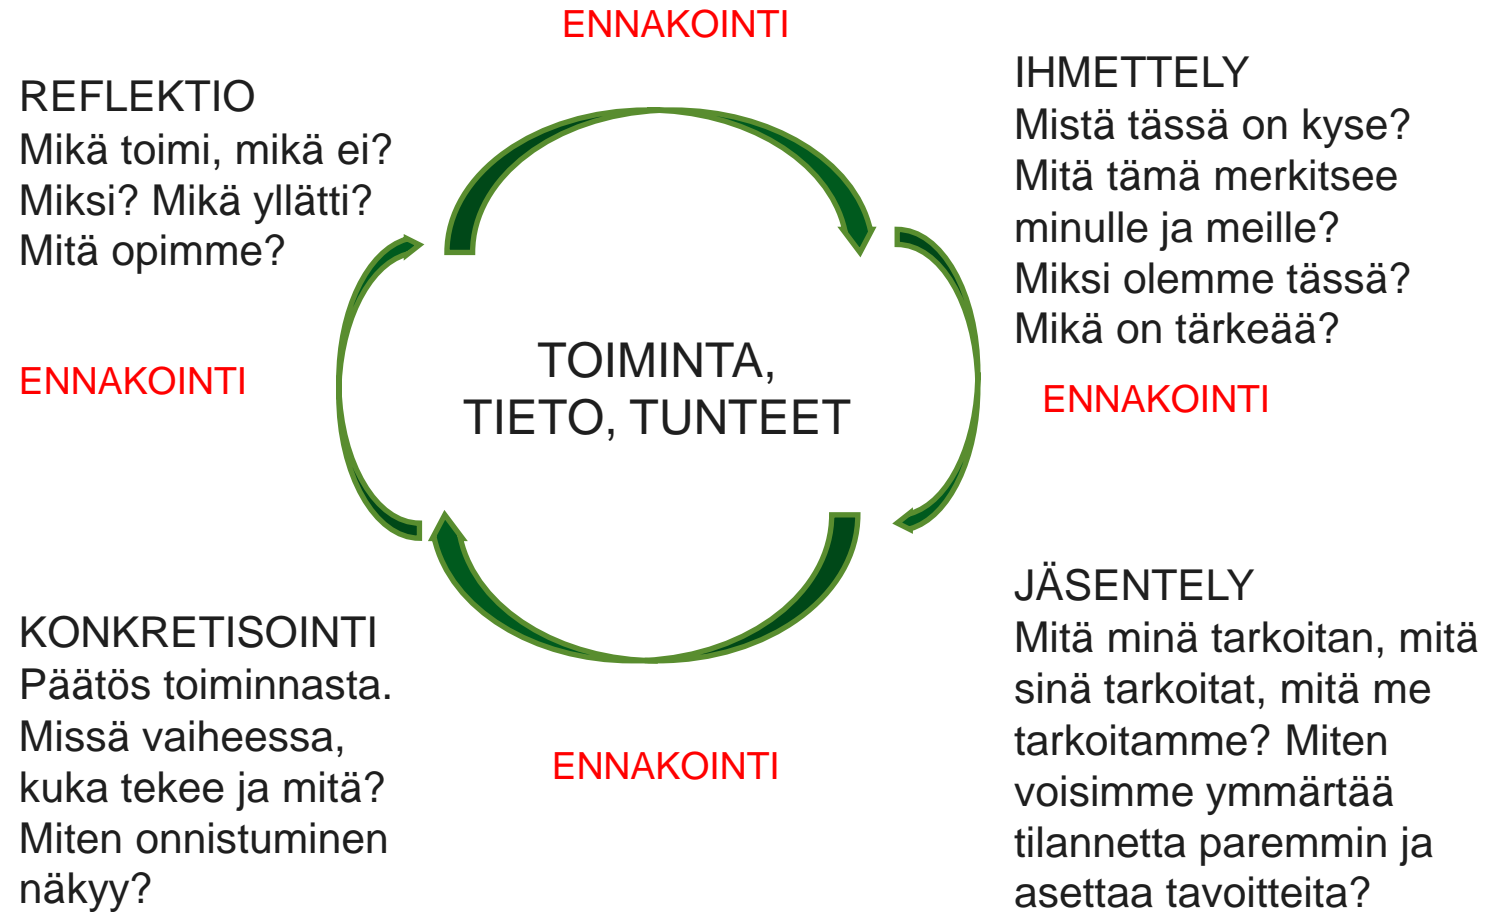 ENNAKOINTI
REFLEKTIO
Mikä toimi, mikä ei?
Miksi? Mikä yllätti?
Mitä opimme?
IHMETTELY
Mistä tässä on kyse?
Mitä tämä merkitsee
minulle ja meille?
Miksi olemme tässä?
Mikä on tärkeää?
ENNAKOINTI
TOIMINTA,
TIETO, TUNTEET
ENNAKOINTI
KONKRETISOINTI
Päätös toiminnasta.
Missä vaiheessa,
kuka tekee ja mitä?
Miten onnistuminen
näkyy?
ENNAKOINTI
JÄSENTELY
Mitä minä tarkoitan, mitä
sinä tarkoitat, mitä me
tarkoitamme? Miten
voisimme ymmärtää
tilannetta paremmin ja
asettaa tavoitteita?